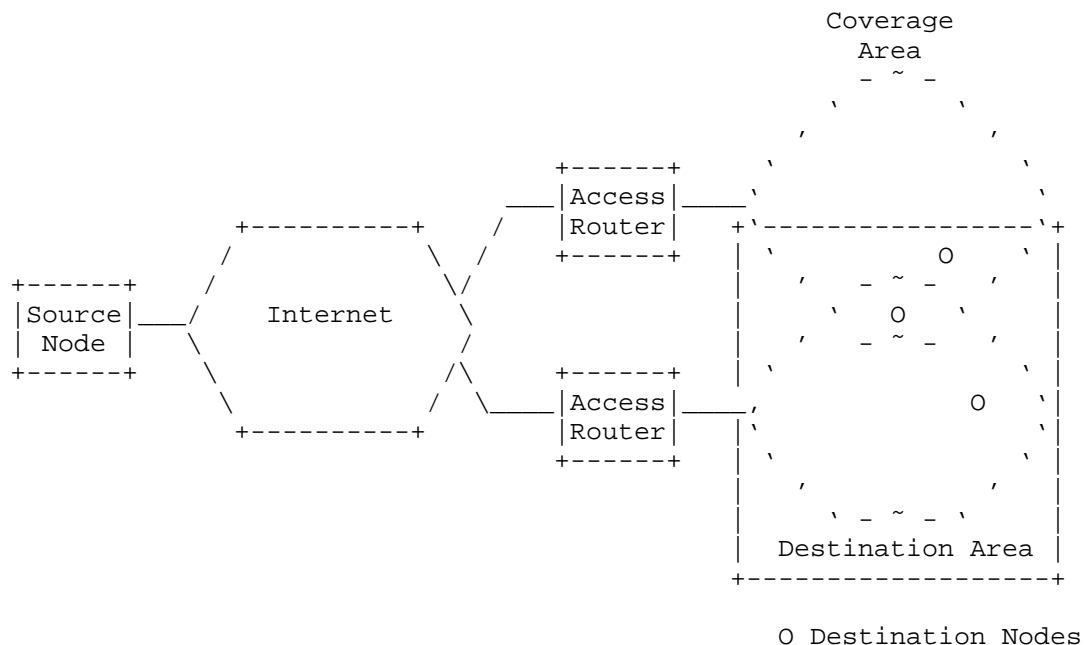 Coverage
Area
Access
Router
Source
Node
Internet
O
O
Access
Router
O
Destination Area
O Destination Nodes